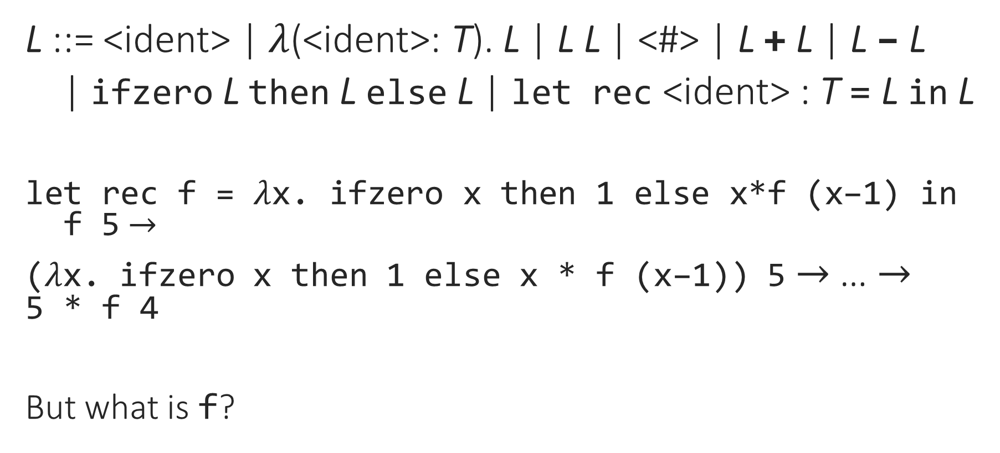 L ::= <ident> | λ(<ident>: T). L | L L | <#> | L + L | L − L
| ifzero L then L else L | let rec <ident> : T = L in L
let rec f = λx. ifzero x then 1 else x*f (x–1) in
f 5 →
(λx. ifzero x then 1 else x * f (x–1)) 5 → … →
5 * f 4
But what is f?